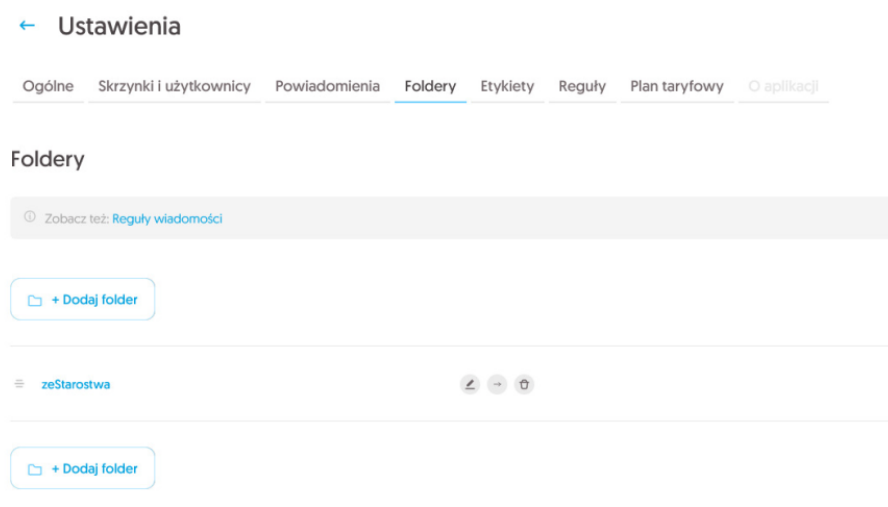 ← Ustawienia
Ogólne Skrzynki i użytkownicy Powiadomienia Foldery Etykiety Reguły Plan taryfowy O aplikacji
Foldery
Zobacz też: Reguły wiadomości
+ Dodaj folder
zeStarostwa
+ Dodaj folder